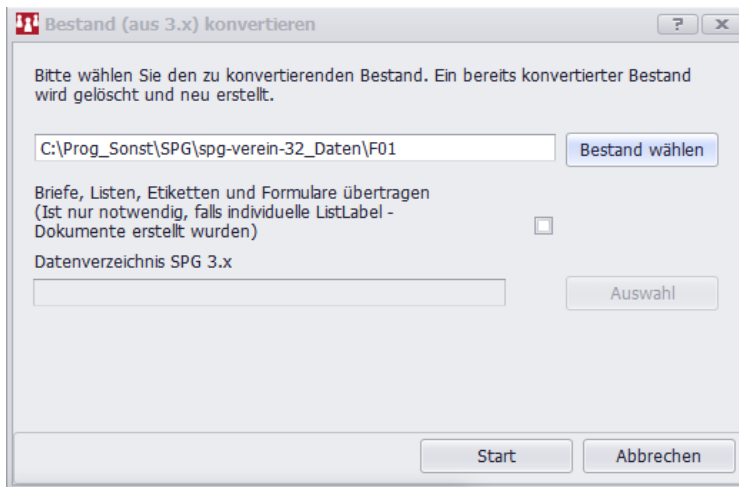 Bestand (aus 3.x) konvertieren
?
x
Bitte wählen Sie den zu konvertierenden Bestand. Ein bereits konvertierter Bestand
wird gelöscht und neu erstellt.
C:\Prog_Sonst\SPG\spg-verein-32_Daten\F01
Bestand wählen
Briefe, Listen, Etiketten und Formulare übertragen
(Ist nur notwendig, falls individuelle ListLabel -
Dokumente erstellt wurden)
Datenverzeichnis SPG 3.x
Auswahl
Start
Abbrechen